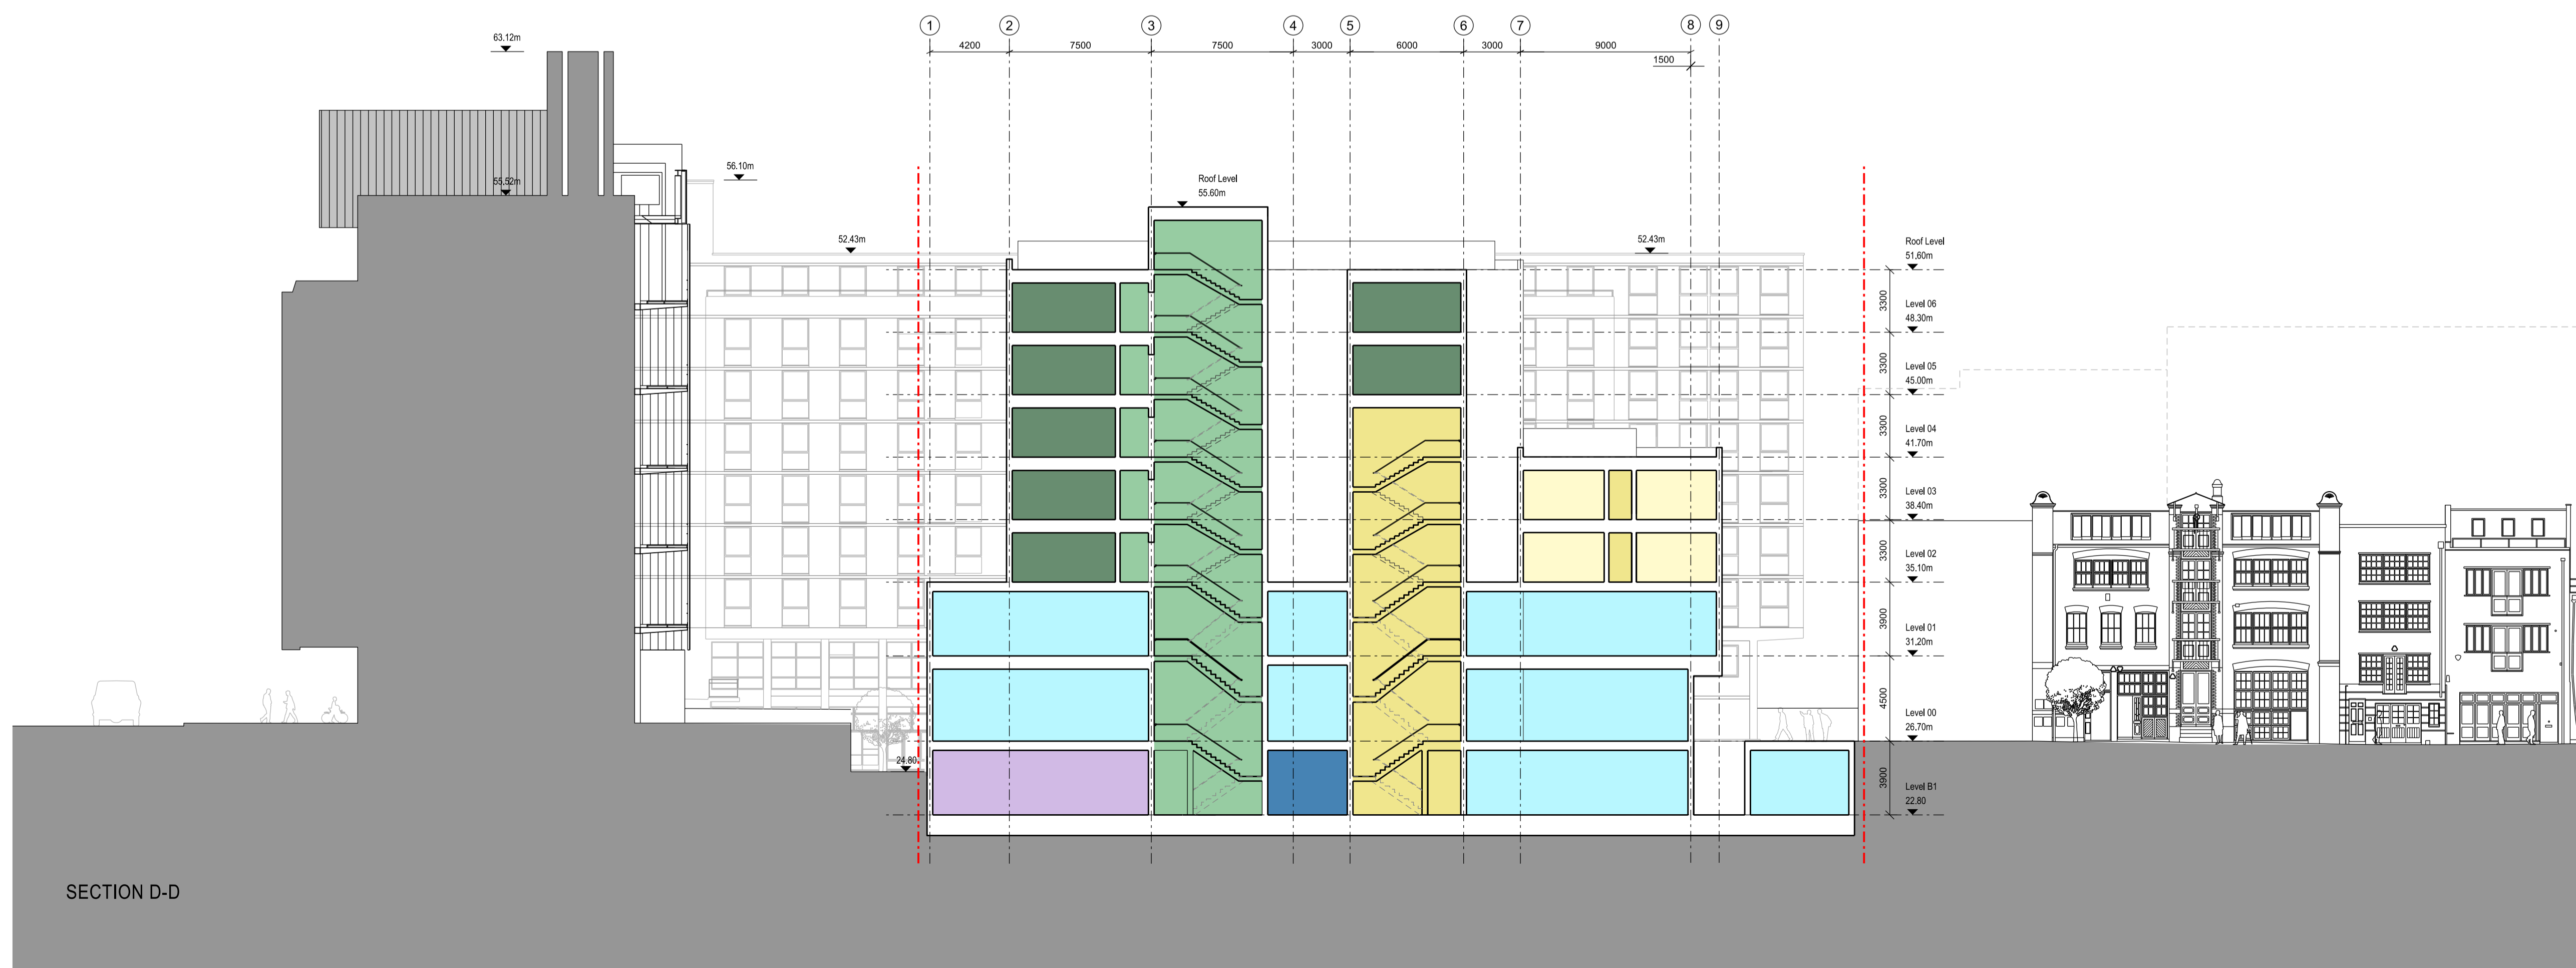 1 2 3 4 5 6 7 8 9
4200 7500 7500 3000 6000 3000 9000
1500
63.12m
55.52m
56.10m
Roof Level
55.60m
52.43m
52.43m
Roof Level
51.60m
3300
Level 06
48.30m
3300
Level 05
45.00m
3300
Level 04
41.70m
3300
Level 03
38.40m
3300
Level 02
35.10m
3900
Level 01
31.20m
4500
Level 00
26.70m
24.80
3900
Level B1
22.80
SECTION D-D